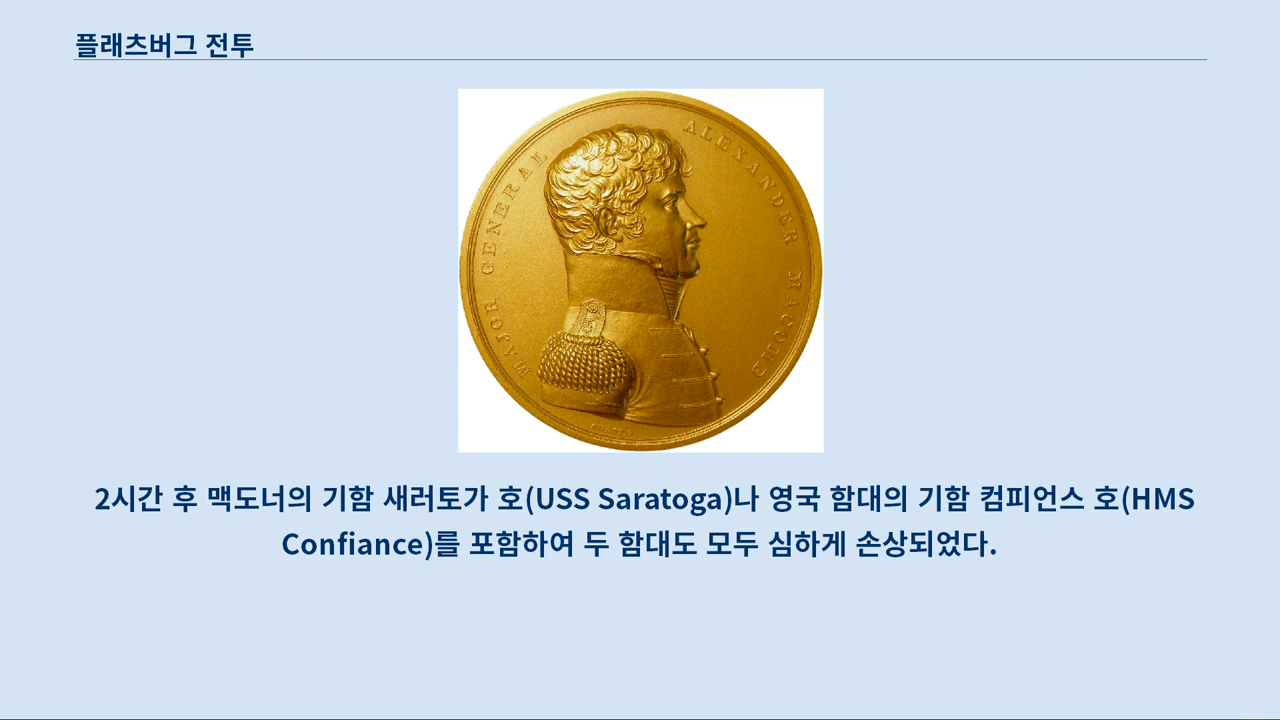 플래츠버그 전투
MAJOR GENERAL ALEXANDER MACOMB
2시간 후 맥도너의 기함 새러토가 호(USS Saratoga)나 영국 함대의 기함 컴피언스 호(HMS
Confiance)를 포함하여 두 함대도 모두 심하게 손상되었다.